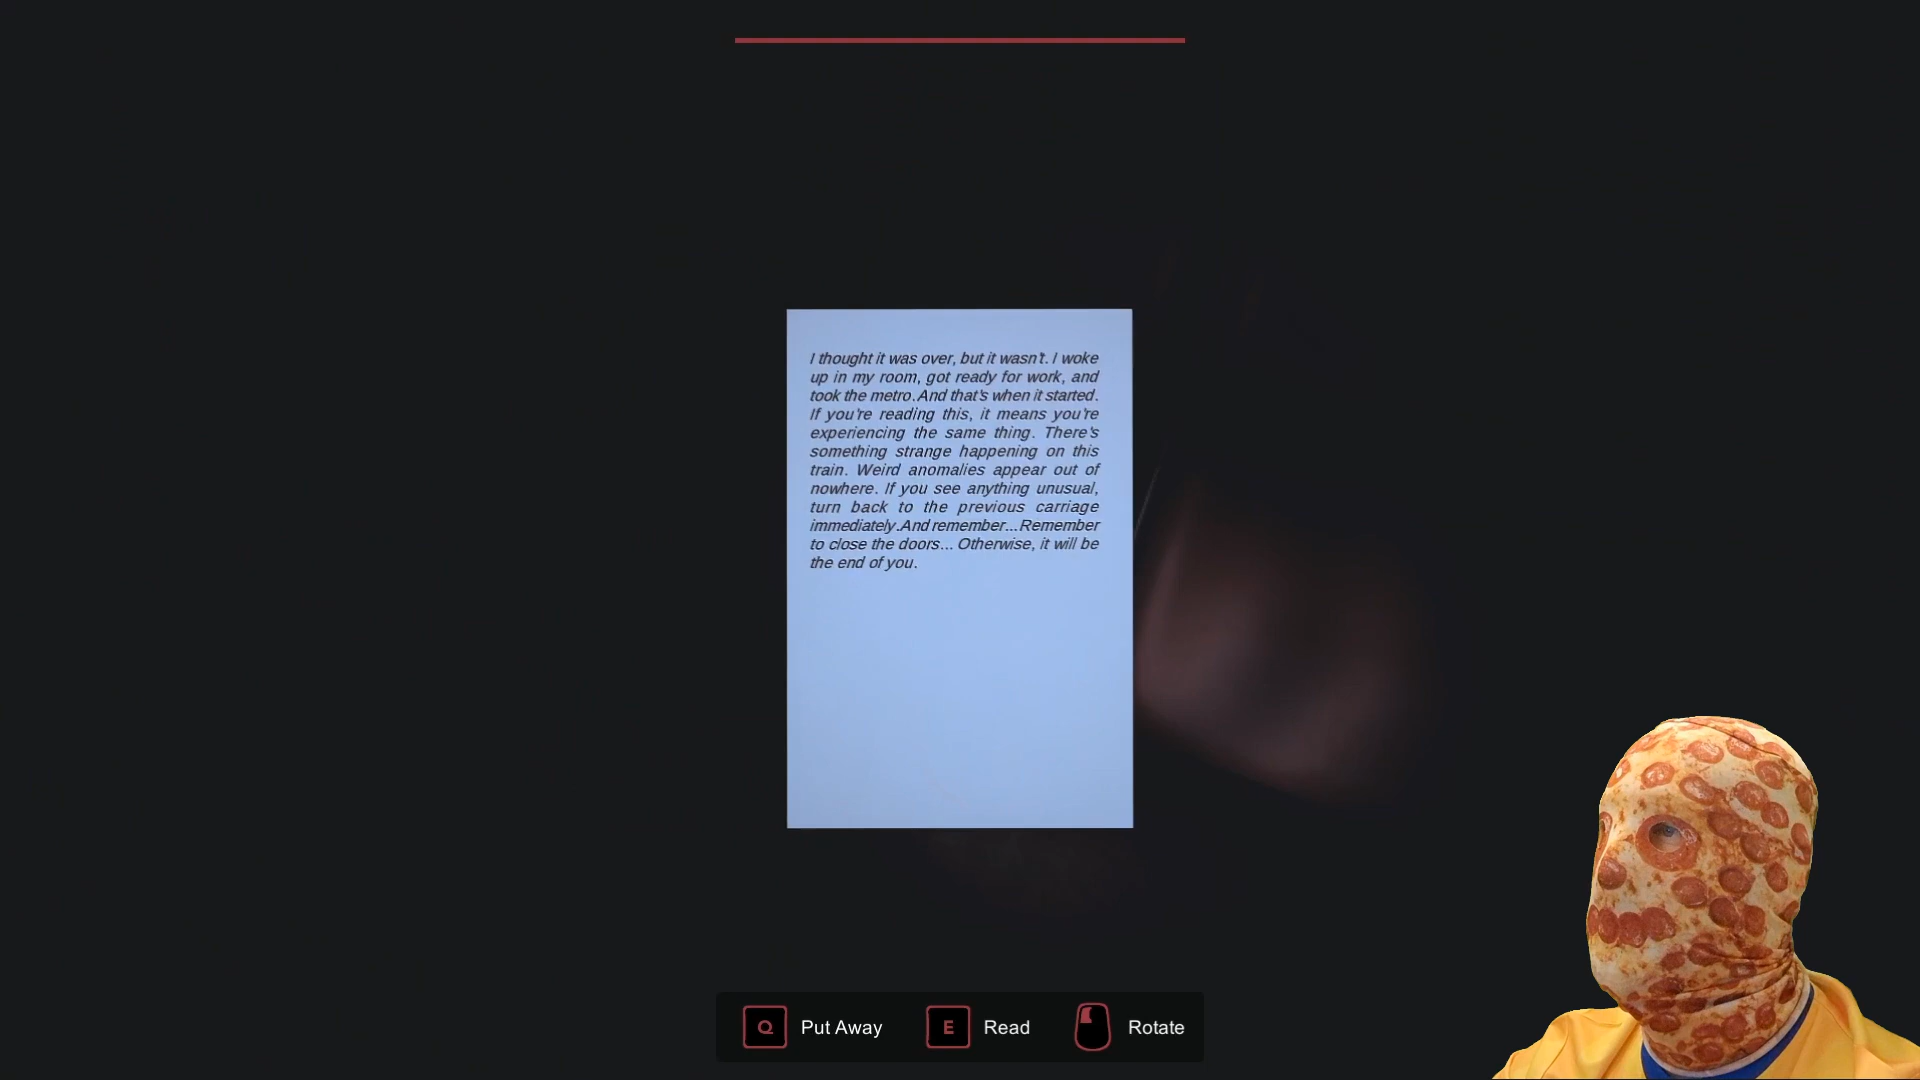 I thought it was over, but it wasn't. I woke
up in my room, got ready for work, and
took the metro. And that's when it started.
If you're reading this, it means you're
experiencing the same thing. There's
something strange happening on this
train. Weird anomalies appear out of
nowhere. If you see anything unusual,
turn back to the previous carriage
immediately. And remember... Remember
to close the doors... Otherwise, it will be
the end of you.
Q Put Away E Read Rotate